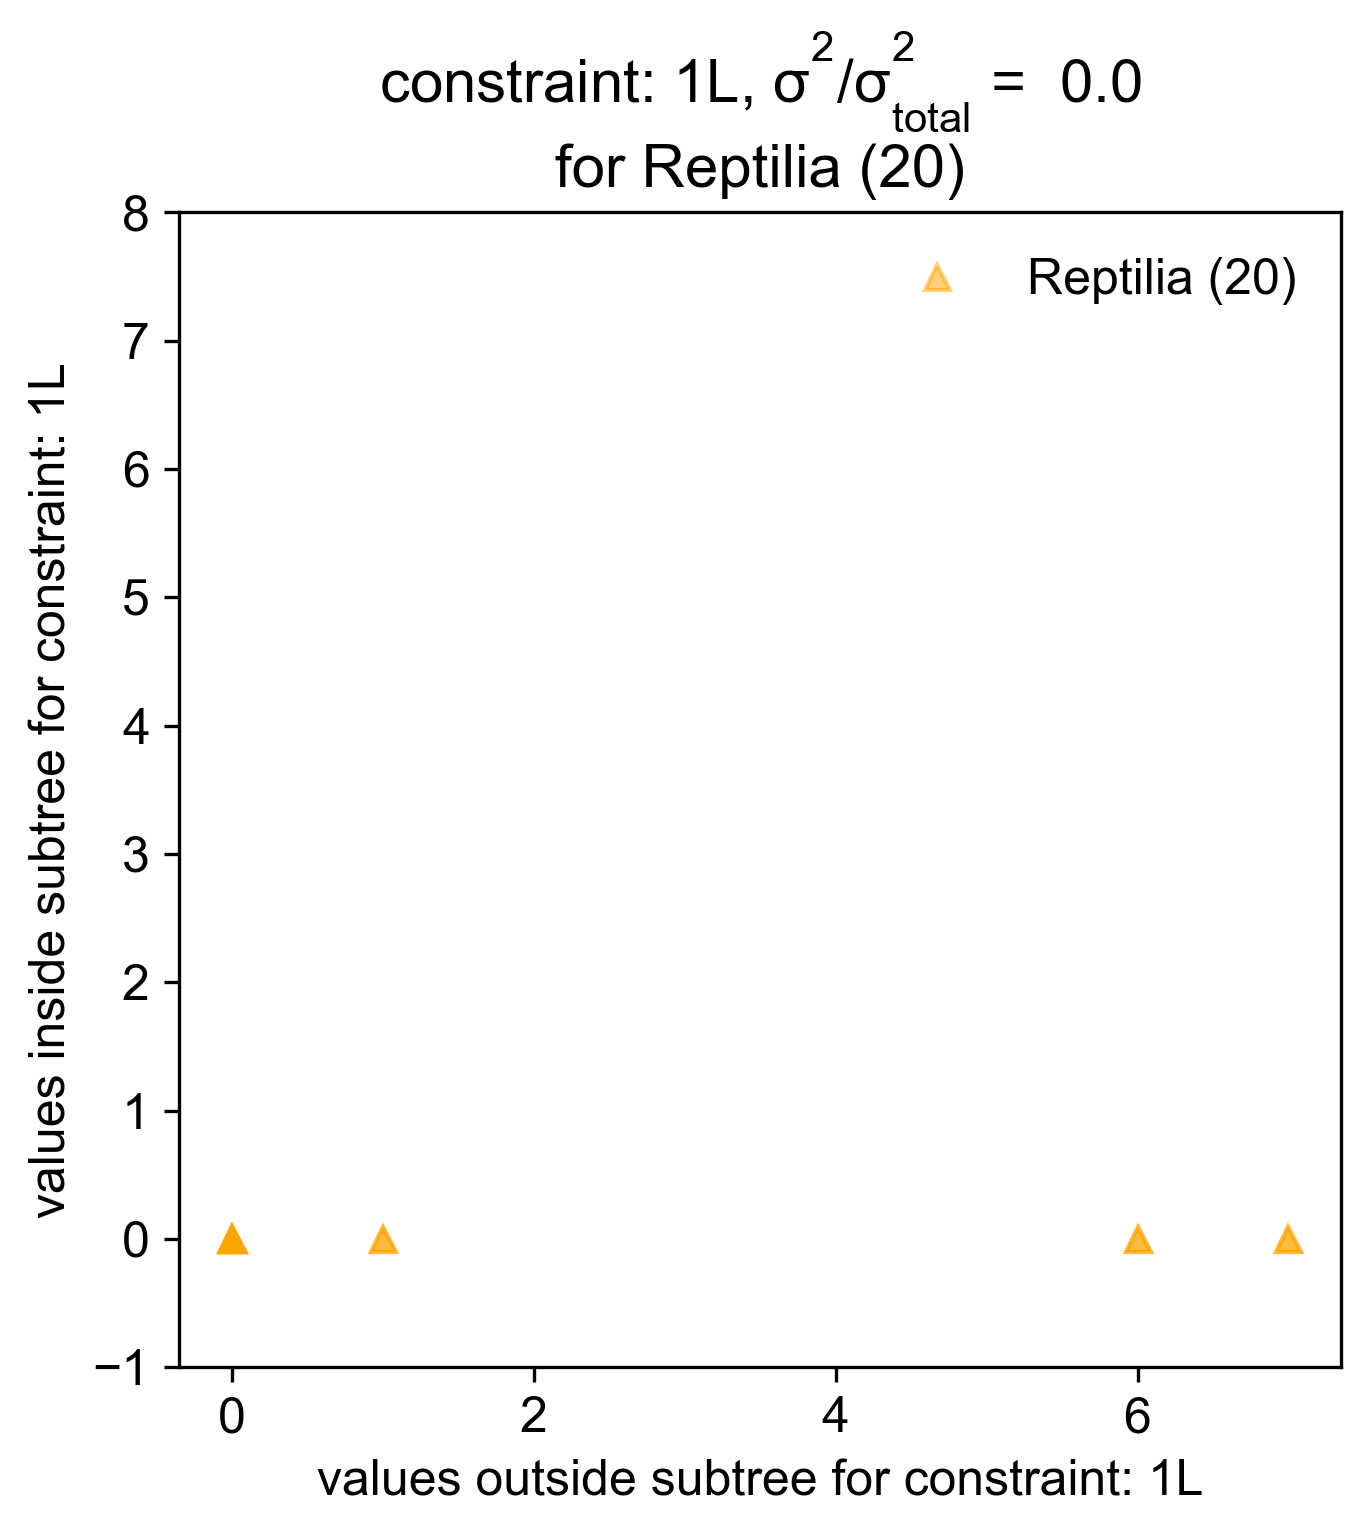 constraint: 1L, σ²/σ²total = 0.0
for Reptilia (20)
Reptilia (20)
values inside subtree for constraint: 1L
8
7
6
5
4
3
2
1
0
−1
0 2 4 6
values outside subtree for constraint: 1L